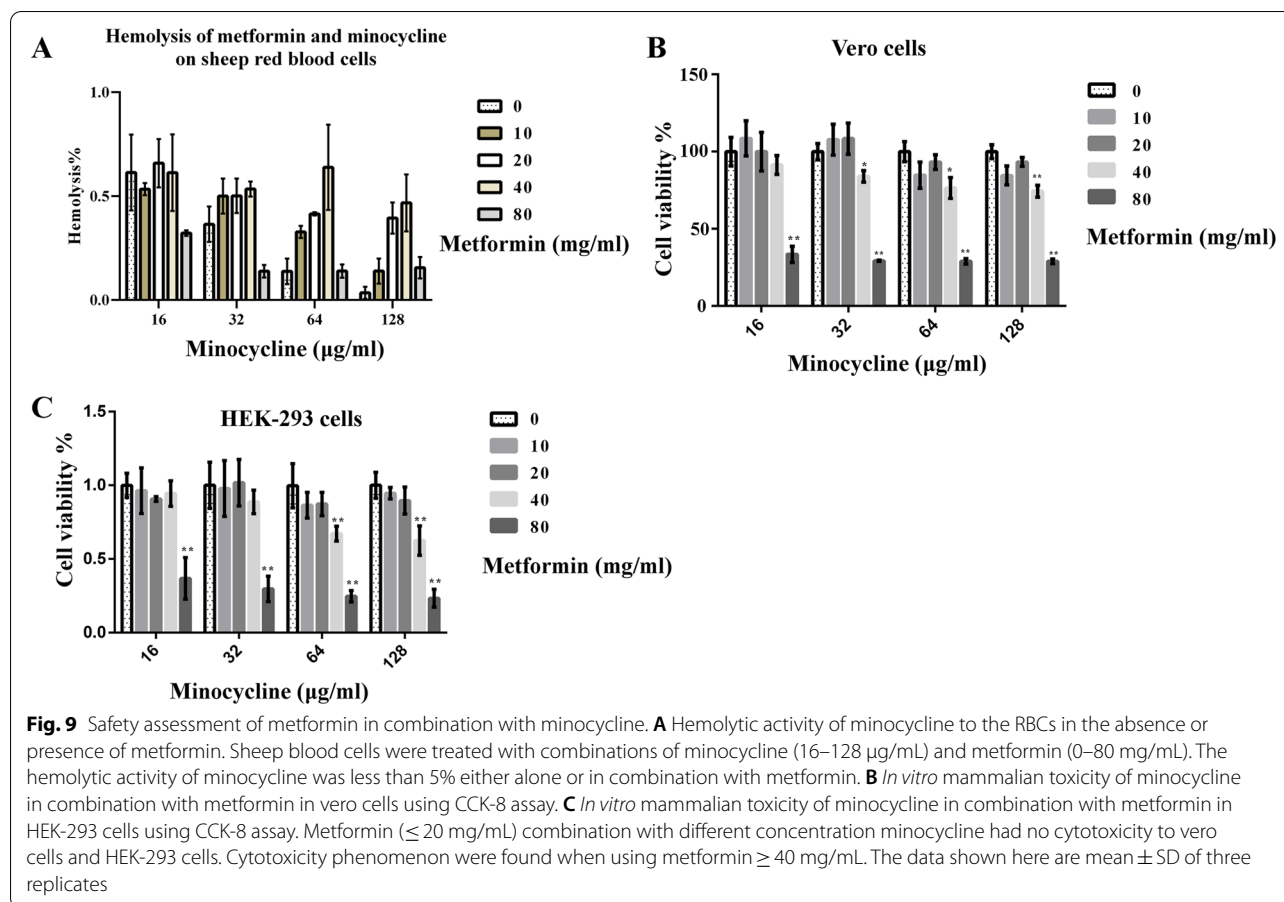 A
Hemolysis of metformin and minocycline
on sheep red blood cells
1.0
0.5
0.0
Hemolysis%
16
32
64
128
Minocycline (μg/ml)
0
10
20
40
80
Metformin (mg/ml)
B
Vero cells
150
100
50
0
Cell viability %
*
*
**
**
**
**
**
16
32
64
128
Minocycline (μg/ml)
0
10
20
40
80
Metformin (mg/ml)
C
HEK-293 cells
1.5
1.0
0.5
0.0
Cell viability %
**
**
**
**
**
**
16
32
64
128
Minocycline (μg/ml)
0
10
20
40
80
Metformin (mg/ml)
Fig. 9 Safety assessment of metformin in combination with minocycline. A Hemolytic activity of minocycline to the RBCs in the absence or
presence of metformin. Sheep blood cells were treated with combinations of minocycline (16–128 μg/mL) and metformin (0–80 mg/mL). The
hemolytic activity of minocycline was less than 5% either alone or in combination with metformin. B In vitro mammalian toxicity of minocycline
in combination with metformin in vero cells using CCK-8 assay. C In vitro mammalian toxicity of minocycline in combination with metformin in
HEK-293 cells using CCK-8 assay. Metformin (≤ 20 mg/mL) combination with different concentration minocycline had no cytotoxicity to vero
cells and HEK-293 cells. Cytotoxicity phenomenon were found when using metformin ≥ 40 mg/mL. The data shown here are mean ± SD of three
replicates